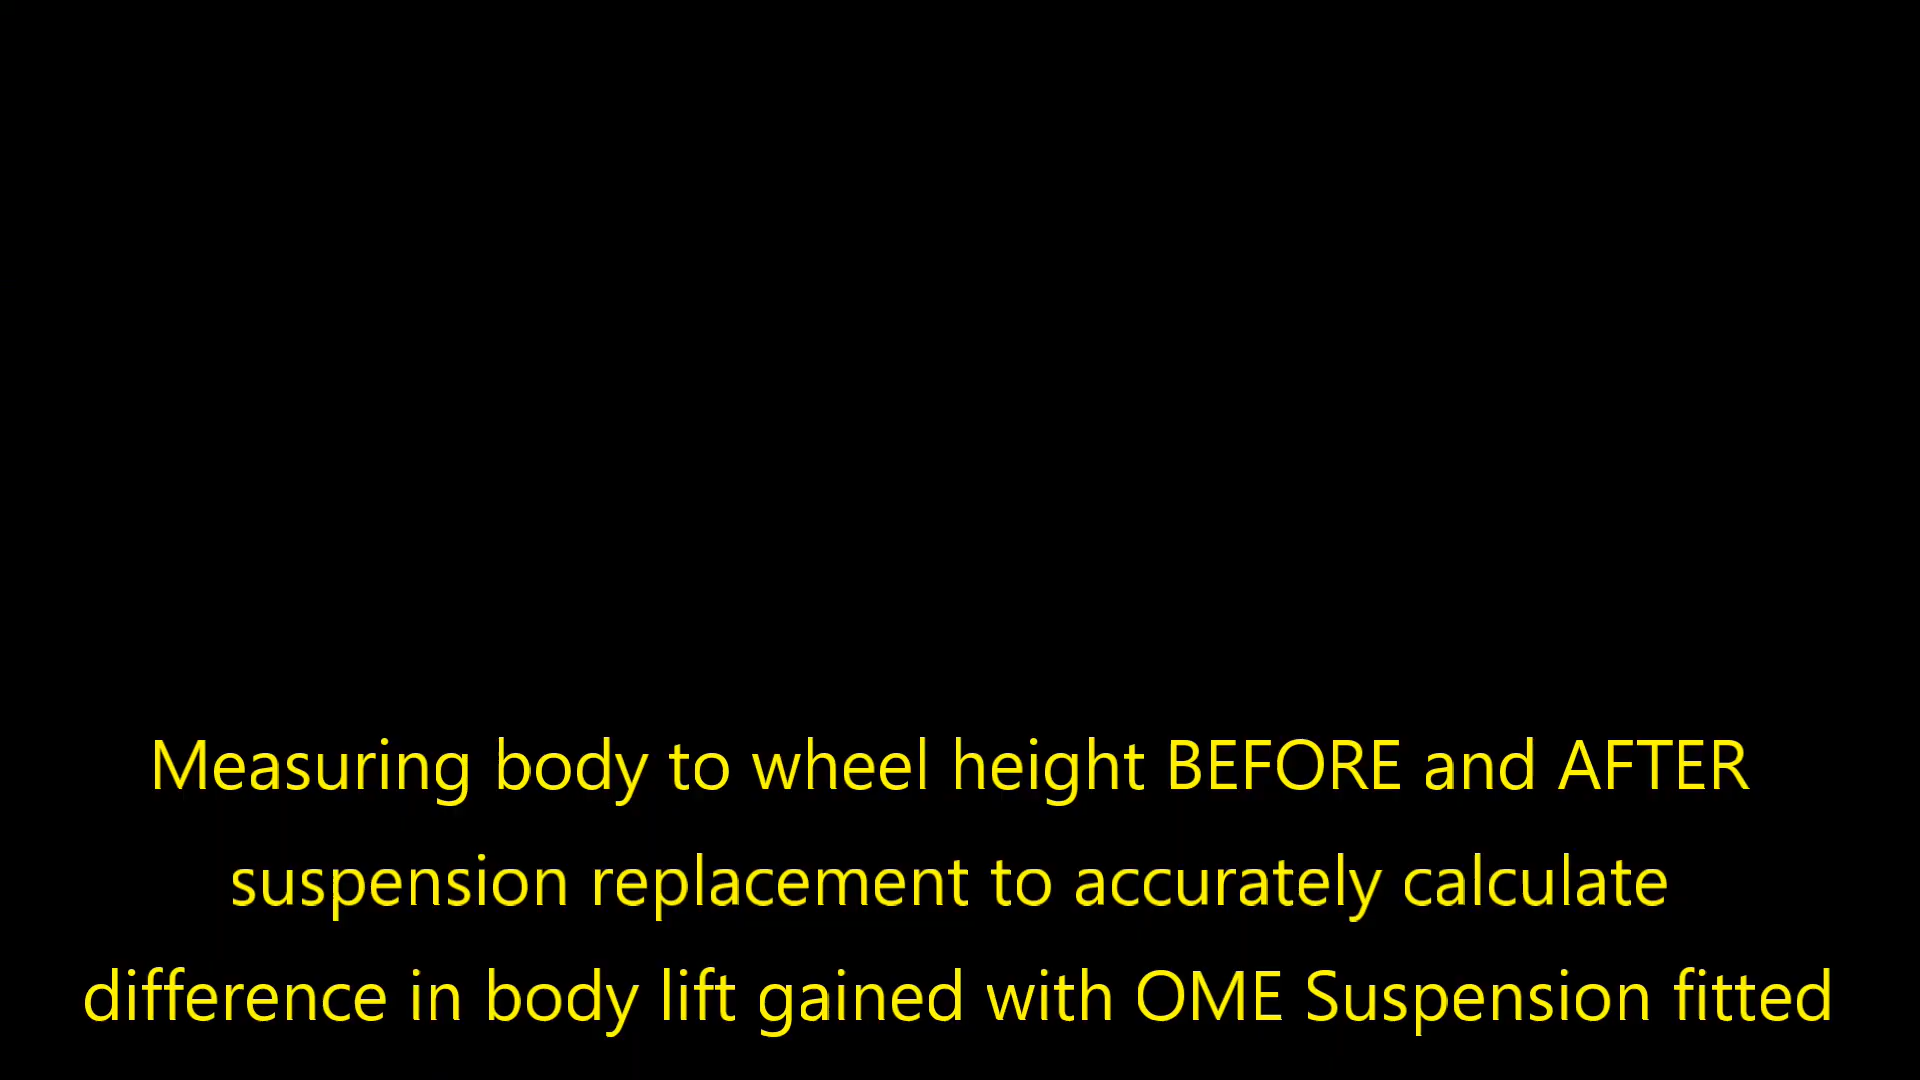 Measuring body to wheel height BEFORE and AFTER
suspension replacement to accurately calculate
difference in body lift gained with OME Suspension fitted